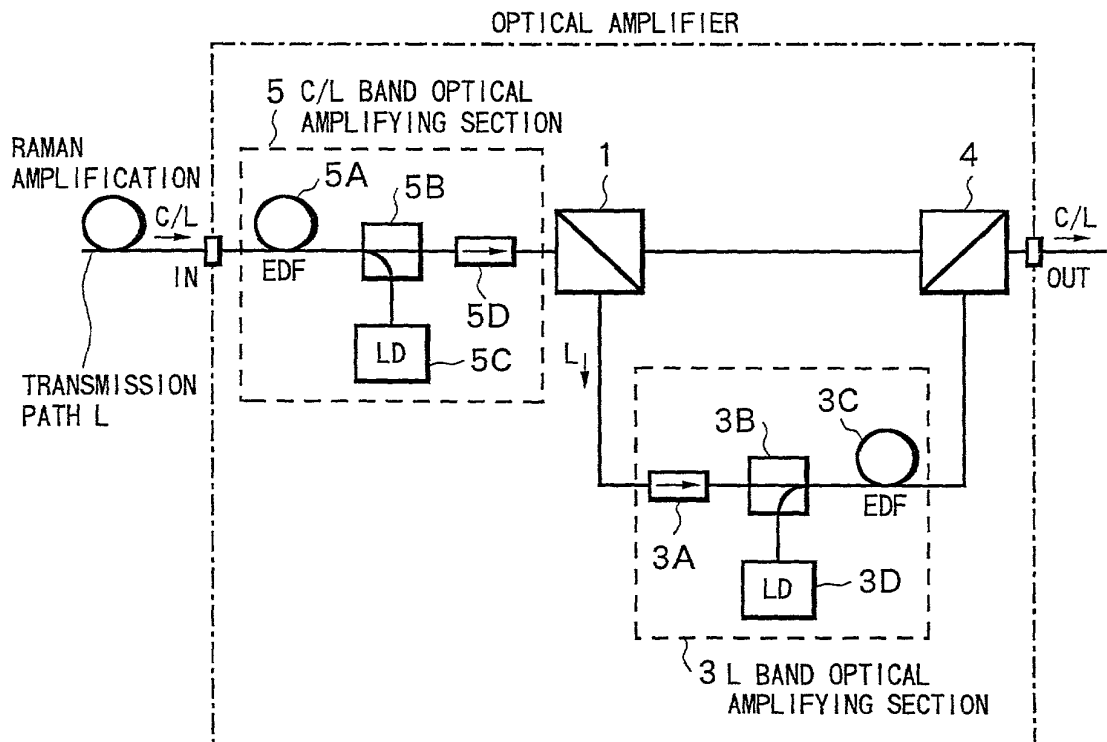 OPTICAL AMPLIFIER
5 C/L BAND OPTICAL
AMPLIFYING SECTION
RAMAN
AMPLIFICATION
C/L
IN
5A
EDF
5B
5D
LD
5C
1
4
C/L
OUT
TRANSMISSION
PATH L
L
3A
3B
3C
EDF
LD
3D
3 L BAND OPTICAL
AMPLIFYING SECTION